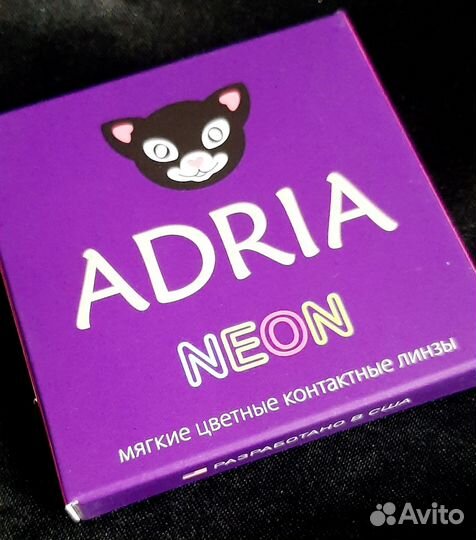 ADRIA
NEON
МЯГКИЕ ЦВЕТНЫЕ КОНТАКТНЫЕ ЛИНЗЫ
РАЗРАБОТАНО В США
Avito